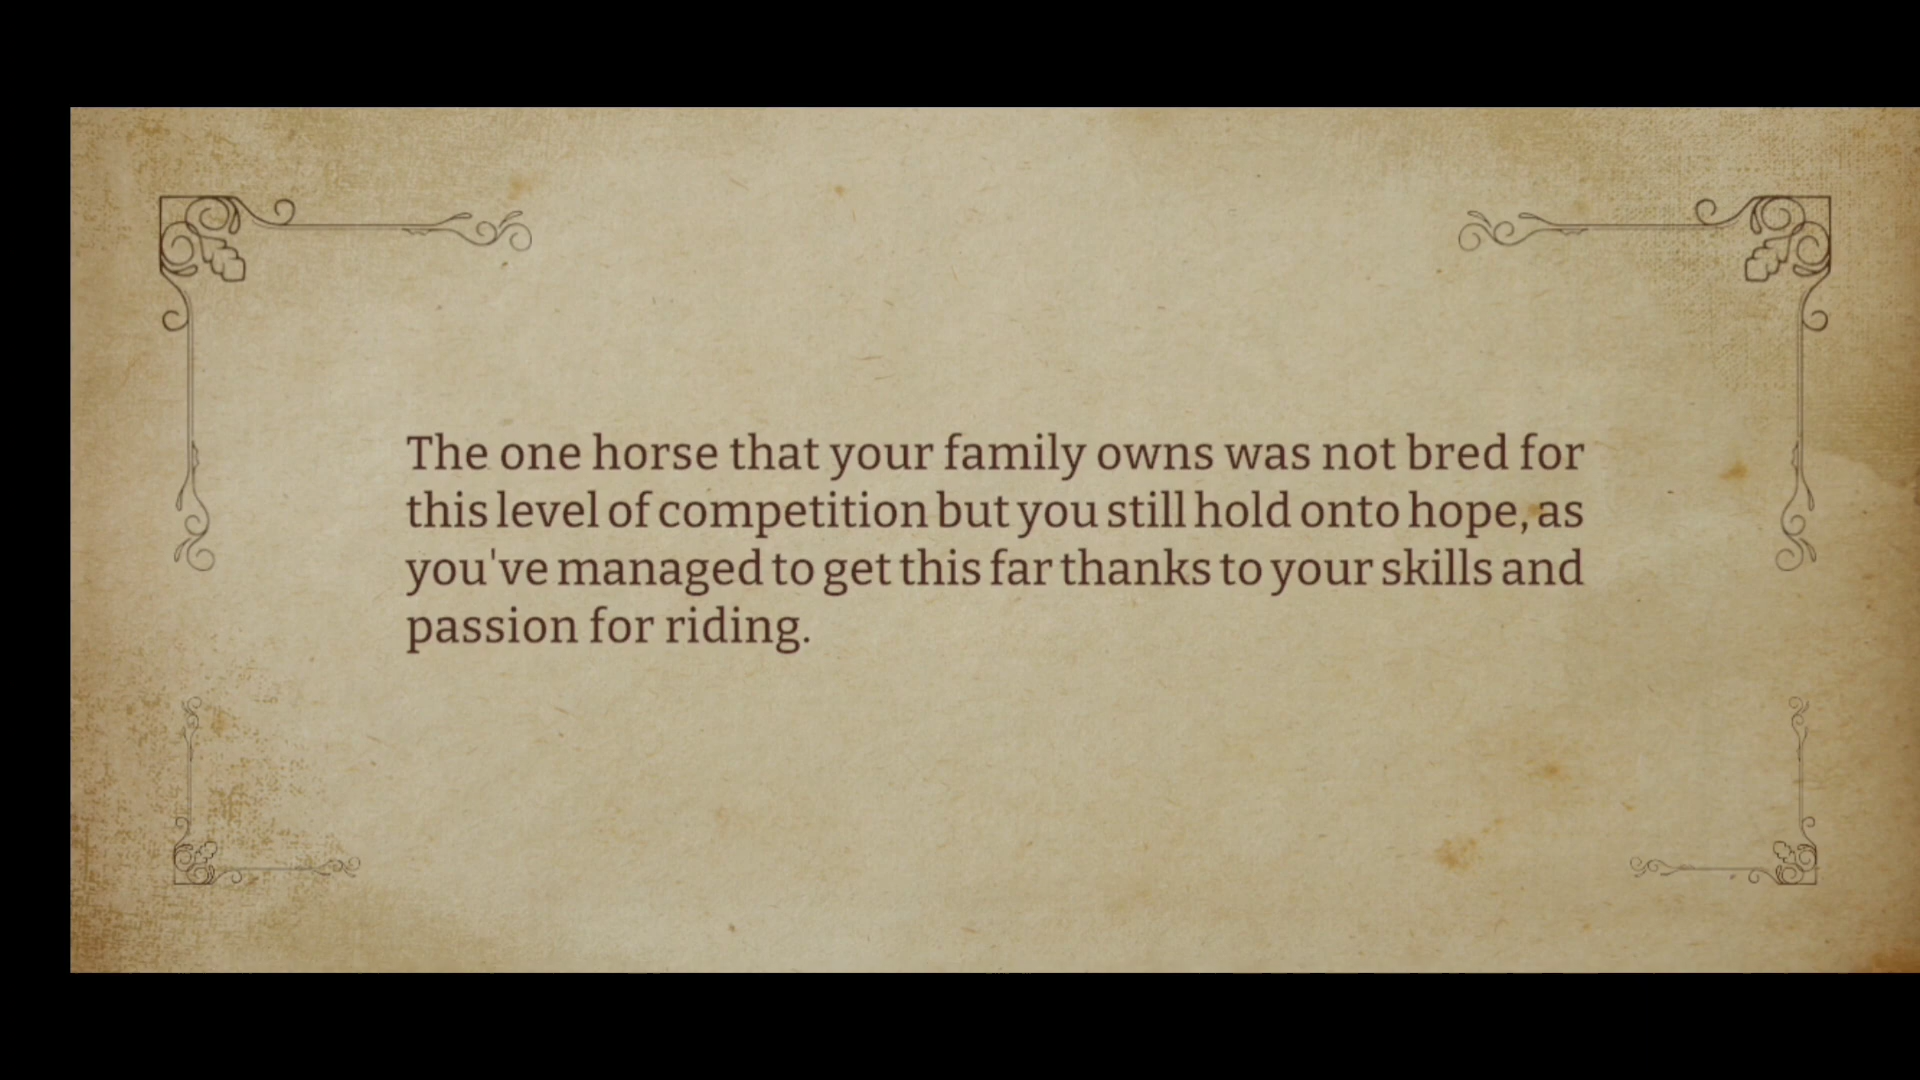 The one horse that your family owns was not bred for
this level of competition but you still hold onto hope, as
you've managed to get this far thanks to your skills and
passion for riding.